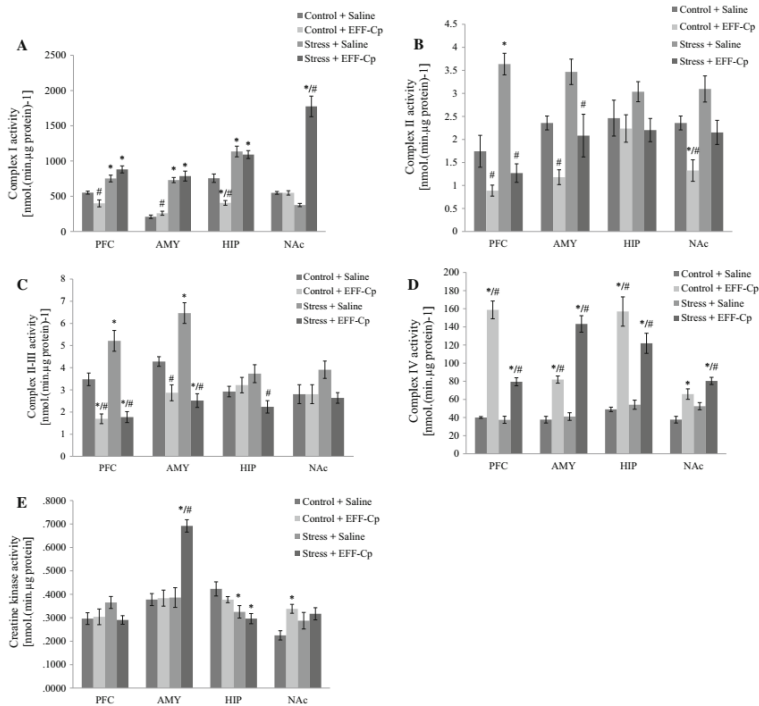 A
Control + Saline
Control + EFF-Cp
Stress + Saline
Stress + EFF-Cp
Complex I activity
[nmol.(min.µg protein)-1]
2500
2000
1500
1000
500
0
*/#
#
*
*
#
*
*
*/#
*
*
PFC
AMY
HIP
NAc
B
Control + Saline
Control + EFF-Cp
Stress + Saline
Stress + EFF-Cp
Complex II activity
[nmol.(min.µg protein)-1]
4.5
4
3.5
3
2.5
2
1.5
1
0.5
0
#
*
#
#
#
*/#
PFC
AMY
HIP
NAc
C
Control + Saline
Control + EFF-Cp
Stress + Saline
Stress + EFF-Cp
Complex II-III activity
[nmol.(min.µg protein)-1]
8
7
6
5
4
3
2
1
0
*/#
*
*/#
#
*
*/#
#
PFC
AMY
HIP
NAc
D
Control + Saline
Control + EFF-Cp
Stress + Saline
Stress + EFF-Cp
Complex IV activity
[nmol.(min.µg protein)-1]
200
180
160
140
120
100
80
60
40
20
0
*/#
*/#
*/#
*/#
*/#
*/#
*
*/#
PFC
AMY
HIP
NAc
E
Control + Saline
Control + EFF-Cp
Stress + Saline
Stress + EFF-Cp
Creatine kinase activity
[nmol.(min.µg protein]
.8000
.7000
.6000
.5000
.4000
.3000
.2000
.1000
.0000
*/#
*
*
*
PFC
AMY
HIP
NAc